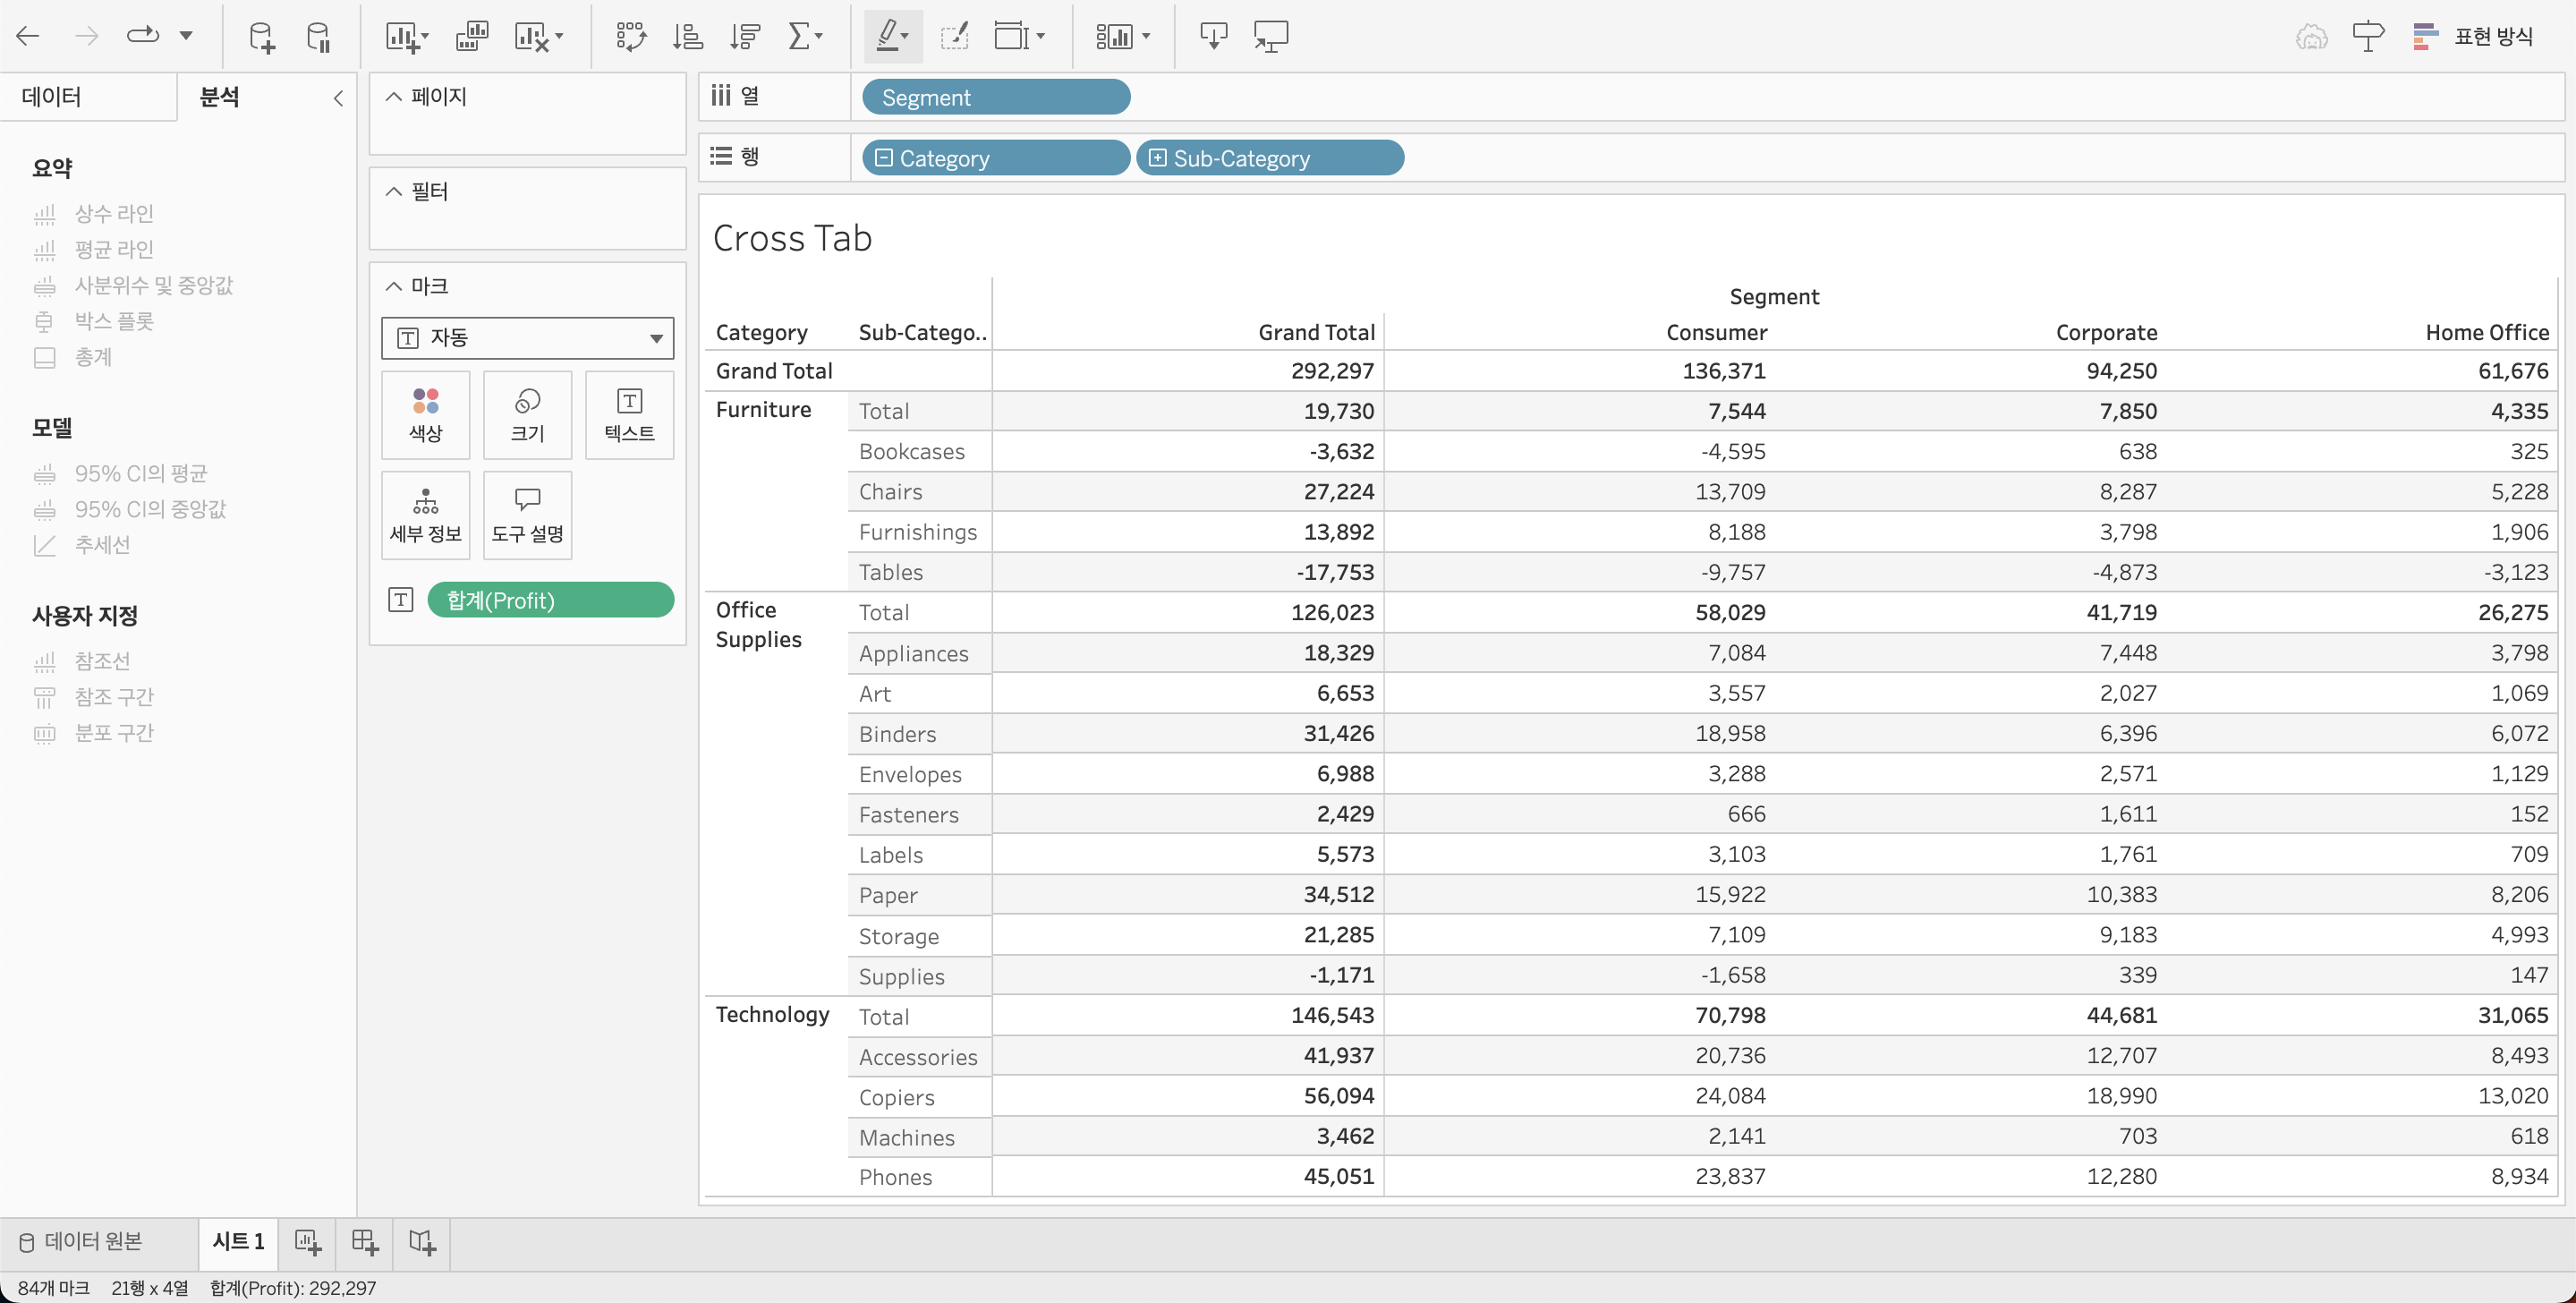 표현 방식
데이터 분석
요약
상수 라인
평균 라인
사분위수 및 중앙값
박스 플롯
총계
모델
95% CI의 평균
95% CI의 중앙값
추세선
사용자 지정
참조선
참조 구간
분포 구간
페이지
필터
마크
자동
색상 크기 텍스트
세부 정보 도구 설명
합계(Profit)
열 Segment
행 Category Sub-Category
Cross Tab
Segment
Category Sub-Catego.. Grand Total Consumer Corporate Home Office
Grand Total 292,297 136,371 94,250 61,676
Furniture Total 19,730 7,544 7,850 4,335
Bookcases -3,632 -4,595 638 325
Chairs 27,224 13,709 8,287 5,228
Furnishings 13,892 8,188 3,798 1,906
Tables -17,753 -9,757 -4,873 -3,123
Office Supplies Total 126,023 58,029 41,719 26,275
Appliances 18,329 7,084 7,448 3,798
Art 6,653 3,557 2,027 1,069
Binders 31,426 18,958 6,396 6,072
Envelopes 6,988 3,288 2,571 1,129
Fasteners 2,429 666 1,611 152
Labels 5,573 3,103 1,761 709
Paper 34,512 15,922 10,383 8,206
Storage 21,285 7,109 9,183 4,993
Supplies -1,171 -1,658 339 147
Technology Total 146,543 70,798 44,681 31,065
Accessories 41,937 20,736 12,707 8,493
Copiers 56,094 24,084 18,990 13,020
Machines 3,462 2,141 703 618
Phones 45,051 23,837 12,280 8,934
데이터 원본 시트 1
84개 마크 21행 x 4열 합계(Profit): 292,297